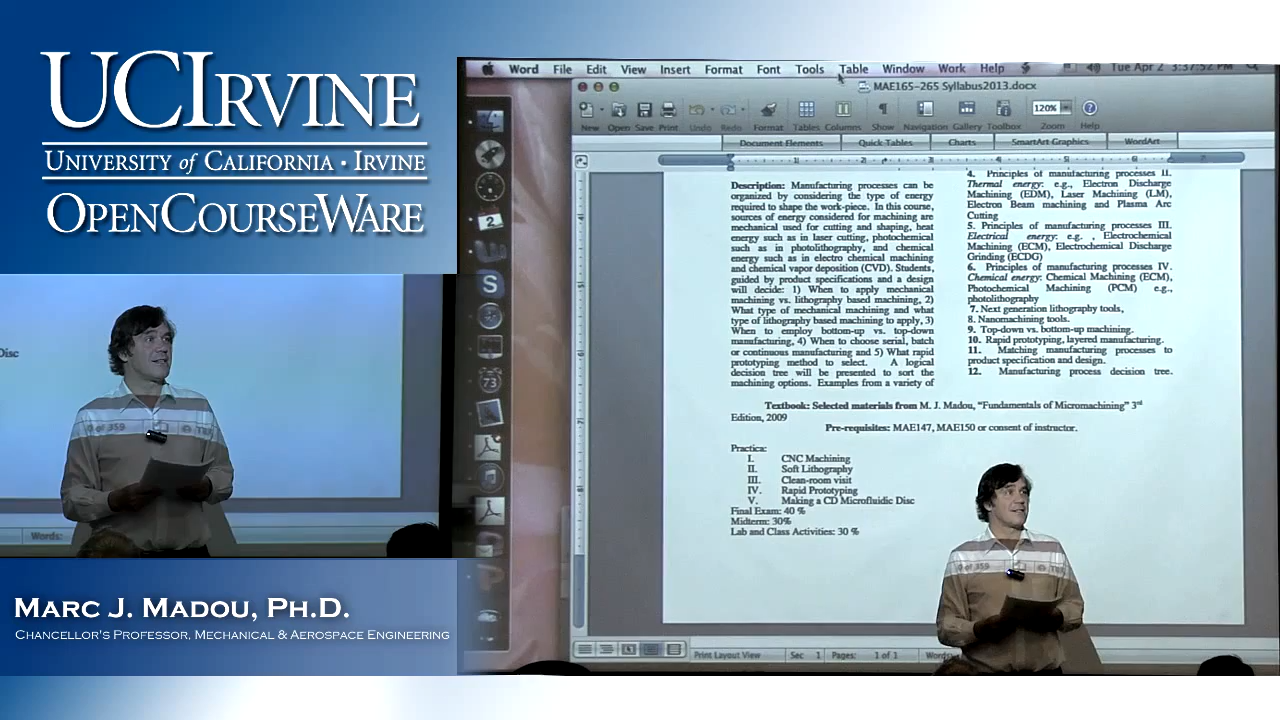 UCIRVINE
UNIVERSITY of CALIFORNIA · IRVINE
OPENCOURSEWARE
Disc
0 of 359
Words:
MARC J. MADOU, PH.D.
CHANCELLOR'S PROFESSOR, MECHANICAL & AEROSPACE ENGINEERING
Word File Edit View Insert Format Font Tools Table Window Work Help Tue Apr 2 3:37:52 PM
MAE165-265 Syllabus2013.docx
120%
New Open Save Print Undo Redo Format Tables Columns Show Navigation Gallery Toolbox Zoom Help
Document Elements Quick Tables Charts SmartArt Graphics WordArt
2
73
Description: Manufacturing processes can be
organized by considering the type of energy
required to shape the work-piece. In this course,
sources of energy considered for machining are
mechanical used for cutting and shaping, heat
energy such as in laser cutting, photochemical
such as in photolithography, and chemical
energy such as in electro chemical machining
and chemical vapor deposition (CVD). Students,
guided by product specifications and a design
will decide: 1) When to apply mechanical
machining vs. lithography based machining, 2)
What type of mechanical machining and what
type of lithography based machining to apply, 3)
When to employ bottom-up vs. top-down
manufacturing, 4) When to choose serial, batch
or continuous manufacturing and 5) What rapid
prototyping method to select. A logical
decision tree will be presented to sort the
machining options. Examples from a variety of
4. Principles of manufacturing processes II.
Thermal energy: e.g., Electron Discharge
Machining (EDM), Laser Machining (LM),
Electron Beam machining and Plasma Arc
Cutting
5. Principles of manufacturing processes III.
Electrical energy: e.g. , Electrochemical
Machining (ECM), Electrochemical Discharge
Grinding (ECDG)
6. Principles of manufacturing processes IV.
Chemical energy: Chemical Machining (ECM),
Photochemical Machining (PCM) e.g.,
photolithography
7. Next generation lithography tools,
8. Nanomachining tools.
9. Top-down vs. bottom-up machining.
10. Rapid prototyping, layered manufacturing.
11. Matching manufacturing processes to
product specification and design.
12. Manufacturing process decision tree.
Textbook: Selected materials from M. J. Madou, "Fundamentals of Micromachining" 3rd
Edition, 2009
Pre-requisites: MAE147, MAE150 or consent of instructor.
Practica:
I. CNC Machining
II. Soft Lithography
III. Clean-room visit
IV. Rapid Prototyping
V. Making a CD Microfluidic Disc
Final Exam: 40 %
Midterm: 30%
Lab and Class Activities: 30 %
0 of 359
Print Layout View Sec 1 Pages: 1 of 1 Words: